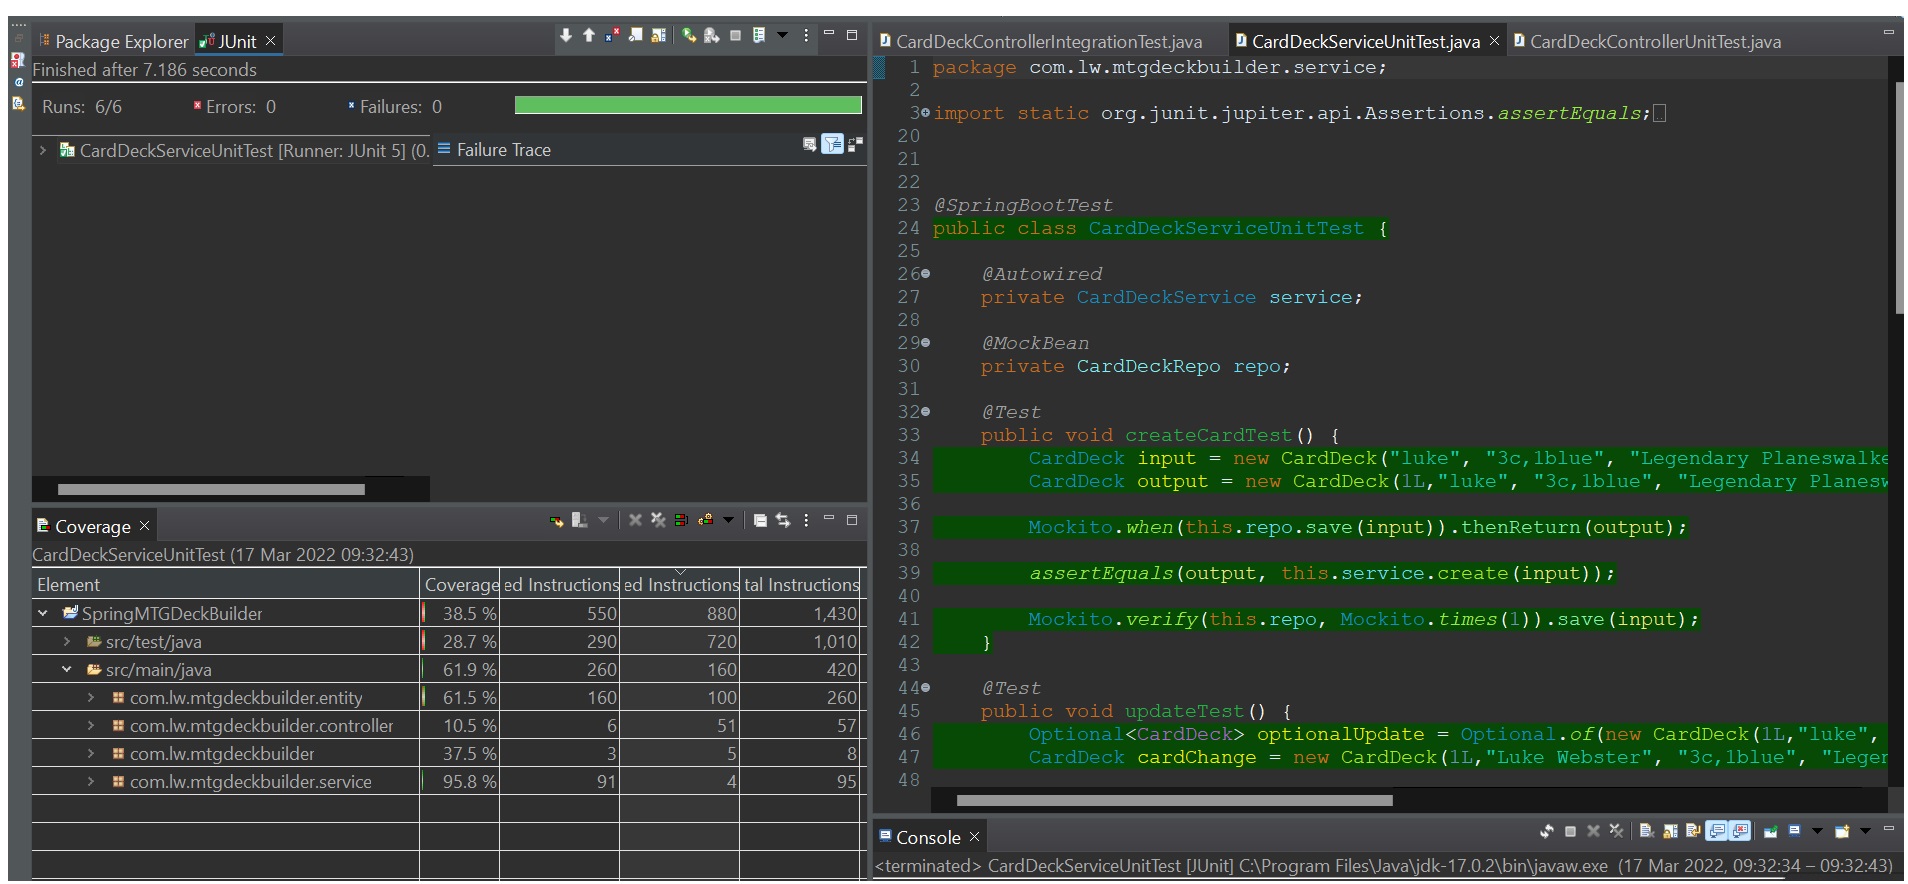 Package Explorer JUnit
Finished after 7.186 seconds
Runs: 6/6 Errors: 0 Failures: 0
CardDeckServiceUnitTest [Runner: JUnit 5] (0. Failure Trace
Coverage
CardDeckServiceUnitTest (17 Mar 2022 09:32:43)
Element Coverage ed Instructions ed Instructions tal Instructions
SpringMTGDeckBuilder 38.5 % 550 880 1,430
src/test/java 28.7 % 290 720 1,010
src/main/java 61.9 % 260 160 420
com.lw.mtgdeckbuilder.entity 61.5 % 160 100 260
com.lw.mtgdeckbuilder.controller 10.5 % 6 51 57
com.lw.mtgdeckbuilder 37.5 % 3 5 8
com.lw.mtgdeckbuilder.service 95.8 % 91 4 95
CardDeckControllerIntegrationTest.java CardDeckServiceUnitTest.java CardDeckControllerUnitTest.java
1 package com.lw.mtgdeckbuilder.service;
2
3 import static org.junit.jupiter.api.Assertions.assertEquals;
20
21
22
23 @SpringBootTest
24 public class CardDeckServiceUnitTest {
25
26 @Autowired
27 private CardDeckService service;
28
29 @MockBean
30 private CardDeckRepo repo;
31
32 @Test
33 public void createCardTest() {
34 CardDeck input = new CardDeck("luke", "3c,1blue", "Legendary Planeswalke
35 CardDeck output = new CardDeck(1L,"luke", "3c,1blue", "Legendary Planesw
36
37 Mockito.when(this.repo.save(input)).thenReturn(output);
38
39 assertEquals(output, this.service.create(input));
40
41 Mockito.verify(this.repo, Mockito.times(1)).save(input);
42 }
43
44 @Test
45 public void updateTest() {
46 Optional<CardDeck> optionalUpdate = Optional.of(new CardDeck(1L,"luke",
47 CardDeck cardChange = new CardDeck(1L,"Luke Webster", "3c,1blue", "Leger
48
Console
<terminated> CardDeckServiceUnitTest [JUnit] C:\Program Files\Java\jdk-17.0.2\bin\javaw.exe (17 Mar 2022, 09:32:34 – 09:32:43)